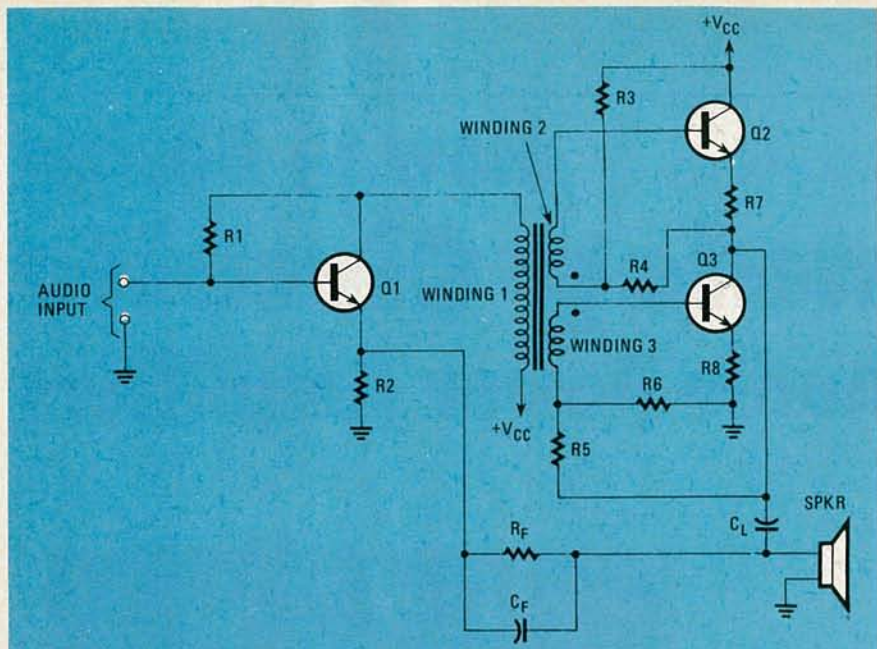 +VCC
R3
WINDING 2
Q2
R7
R1
R4
AUDIO
INPUT
Q1
WINDING 1
Q3
WINDING 3
R8
R2
R6
+VCC
R5
SPKR
CL
RF
CF